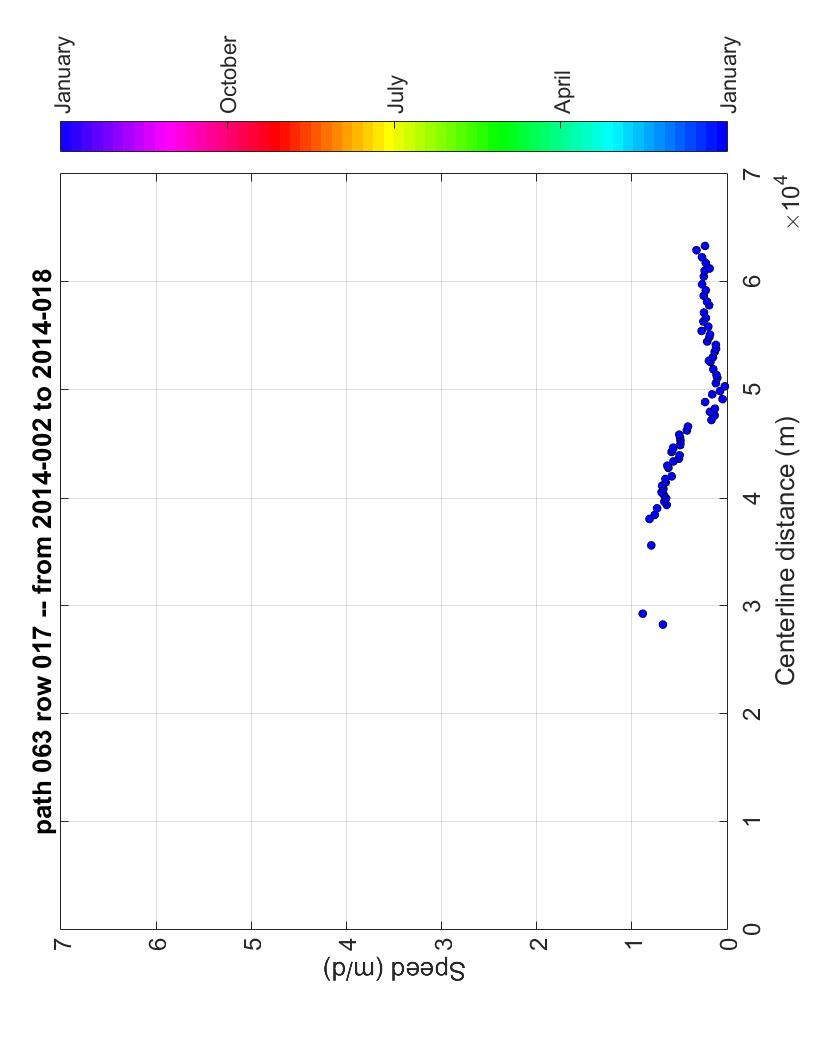 path 063 row 017 -- from 2014-002 to 2014-018
7
6
5
4
3
2
1
0
Speed (m/d)
0
1
2
3
4
5
6
7
×10^4
Centerline distance (m)
January
October
July
April
January